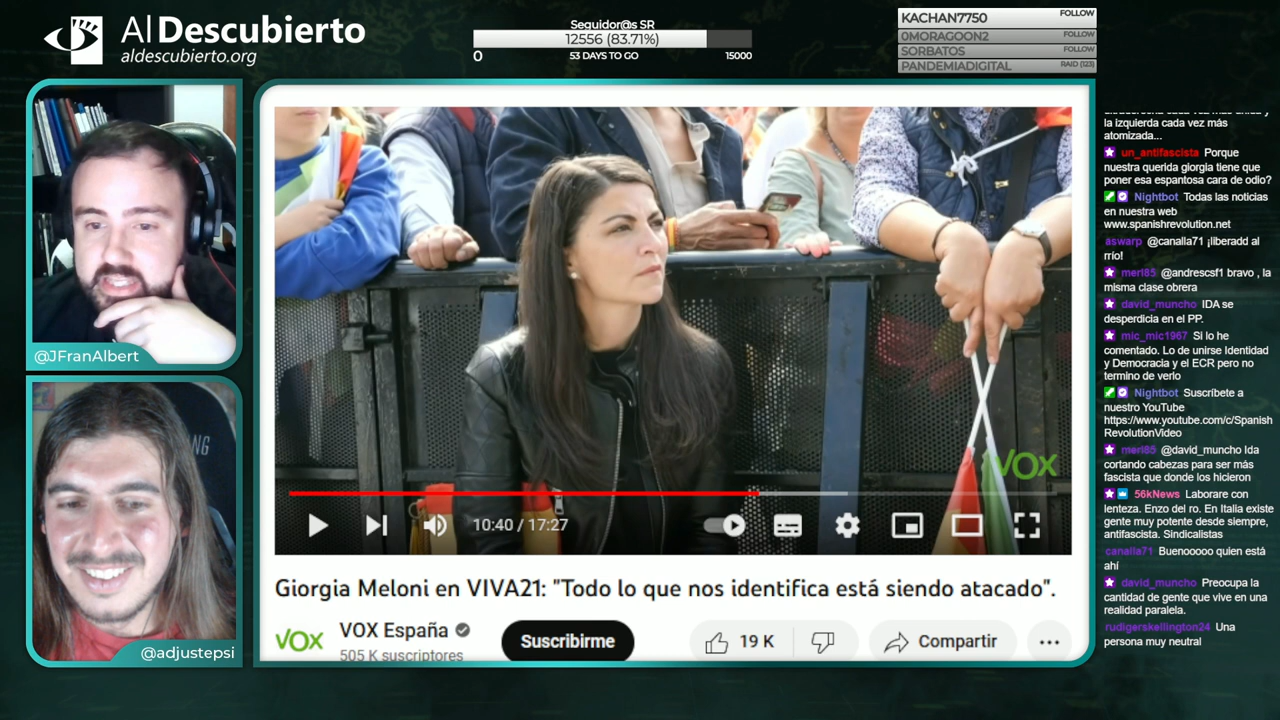 Al Descubierto
aldescubierto.org
Seguidor@s SR
12556 (83.71%)
0
53 DAYS TO GO
15000
KACHAN7750 FOLLOW
0MORAGOON2 FOLLOW
SORBATOS FOLLOW
PANDEMIADIGITAL RAID (123)
@JFranAlbert
@adjustepsi
VOX
10:40 / 17:27
Giorgia Meloni en VIVA21: "Todo lo que nos identifica está siendo atacado".
VOX
VOX España
505 K suscriptores
Suscribirme
19 K
Compartir
la izquierda cada vez más
atomizada...
un_antifascista Porque
nuestra querida giorgia tiene que
poner esa espantosa cara de odio?
Nightbot Todas las noticias
en nuestra web
www.spanishrevolution.net
aswarp @canalla71 ¡liberadd al
rrío!
merl85 @andrescsf1 bravo , la
misma clase obrera
david_muncho IDA se
desperdicia en el PP.
mic_mic1967 Si lo he
comentado. Lo de unirse Identidad
y Democracia y el ECR pero no
termino de verlo
Nightbot Suscríbete a
nuestro YouTube
https://www.youtube.com/c/Spanish
RevolutionVideo
merl85 @david_muncho Ida
cortando cabezas para ser más
fascista que donde los hicieron
56kNews Laborare con
lenteza. Enzo del ro. En Italia existe
gente muy potente desde siempre,
antifascista. Sindicalistas
canalla71 Buenooooo quien está
ahí
david_muncho Preocupa la
cantidad de gente que vive en una
realidad paralela.
rudigerskellington24 Una
persona muy neutral